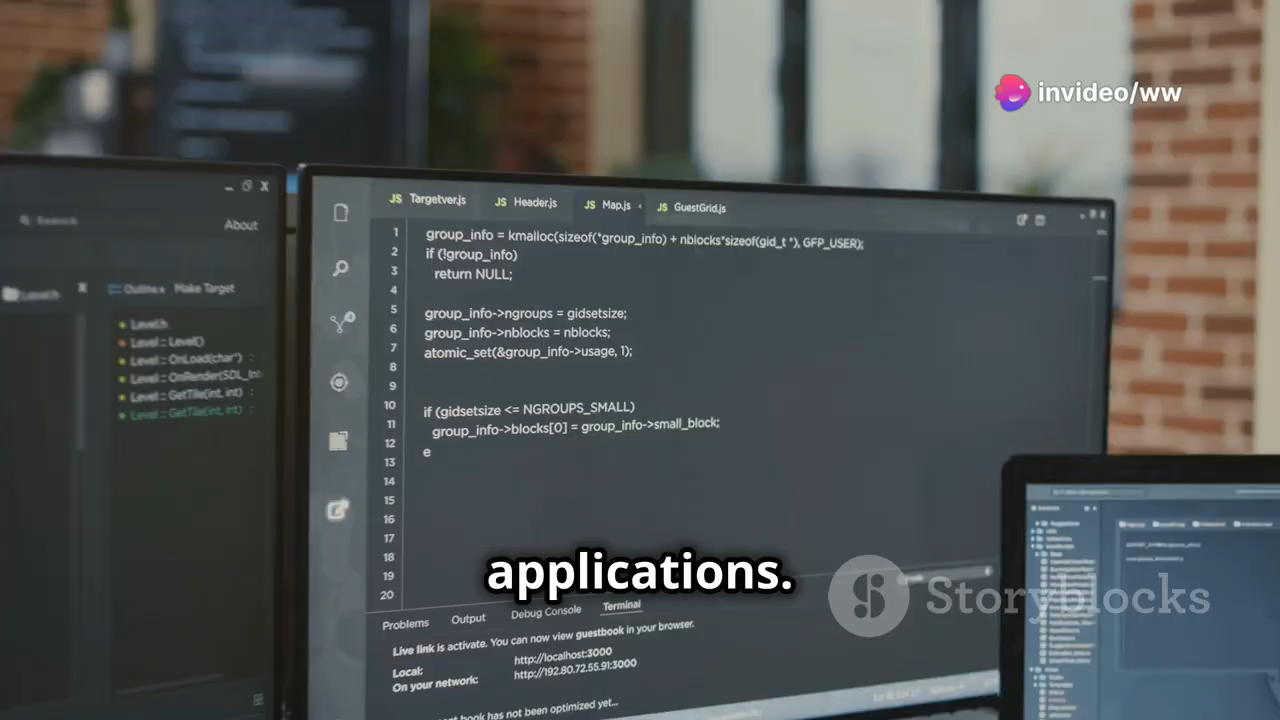 invideo/ww
Search
About
Outline
Make Target
Level.h
Level :: Level()
Level :: OnLoad(char*) :
Level :: OnRender(SDL_
Level :: GetTile(int, int) :
Level :: GetTile(int, int) :
JS Targetver.js
JS Header.js
JS Map.js
JS GuestGrid.js
4
1 group_info = kmalloc(sizeof(*group_info) + nblocks*sizeof(gid_t *), GFP_USER);
2 if (!group_info)
3 return NULL;
4
5 group_info->ngroups = gidsetsize;
6 group_info->nblocks = nblocks;
7 atomic_set(&group_info->usage, 1);
8
9
10 if (gidsetsize <= NGROUPS_SMALL)
11 group_info->blocks[0] = group_info->small_block;
12 e
13
14
15
16
17
18
19
20
applications.
Storyblocks
Problems Output Debug Console Terminal
Live link is activate. You can now view guestbook in your browser.
Local: http://localhost:3000
On your network: http://192.80.72.55.91:3000
book has not been optimized yet...